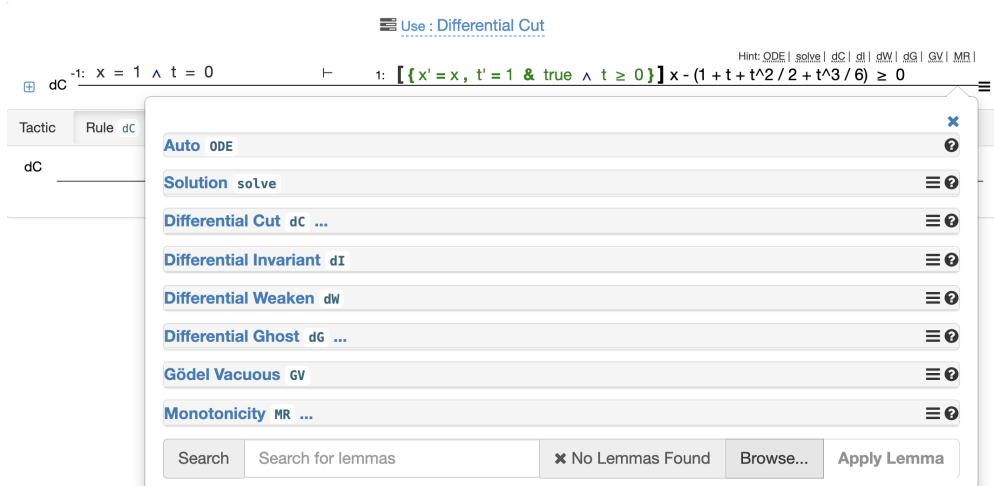 Use : Differential Cut
Hint: ODE | solve | dC | dI | dW | dG | GV | MR |
dC -1: x = 1 ∧ t = 0 ⊢ 1: [{x' = x, t' = 1 & true ∧ t ≥ 0}] x - (1 + t + t^2 / 2 + t^3 / 6) ≥ 0
Tactic Rule dC
dC
Auto ODE
Solution solve
Differential Cut dC ...
Differential Invariant dI
Differential Weaken dW
Differential Ghost dG ...
Gödel Vacuous GV
Monotonicity MR ...
Search Search for lemmas No Lemmas Found Browse... Apply Lemma